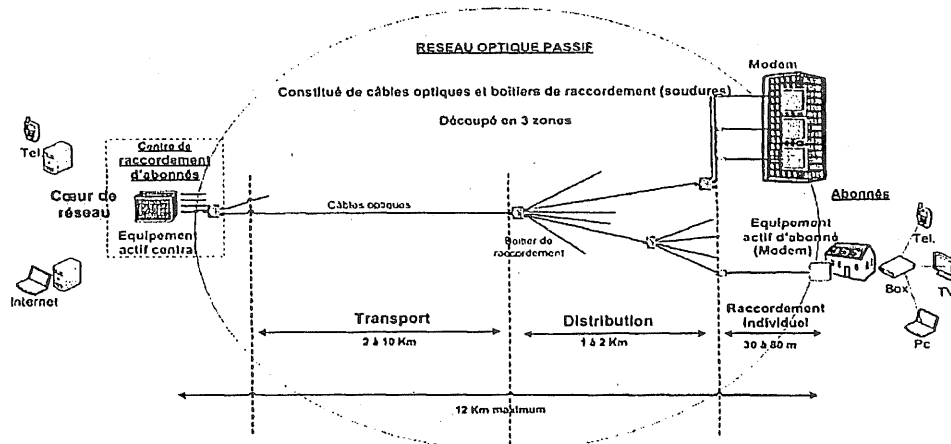 RESEAU OPTIQUE PASSIF
Constitué de câbles optiques et boîtiers de raccordement (soudures)
Découpé en 3 zones
Modem
Tel.
Centre de
raccordement
d'abonnés
Cœur de
réseau
Equipement
actif central
Internet
Câbles optiques
Boîtier de
raccordement
Abonnés
Equipement
actif d'abonné
(Modem)
Tel.
Box
TV
Pc
Transport
2 à 10 Km
Distribution
1 à 2 Km
Raccordement
Individuel
30 à 80 m
12 Km maximum